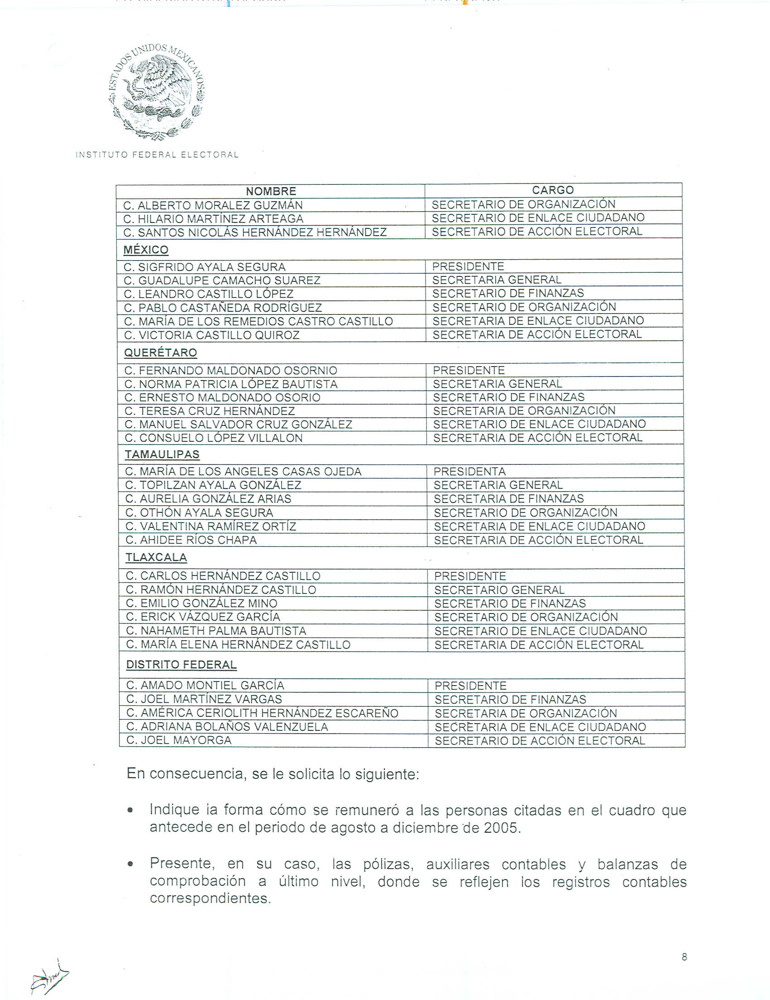 ESTADOS UNIDOS MEXICANOS
INSTITUTO FEDERAL ELECTORAL
NOMBRE CARGO
C. ALBERTO MORALEZ GUZMÁN SECRETARIO DE ORGANIZACIÓN
C. HILARIO MARTÍNEZ ARTEAGA SECRETARIO DE ENLACE CIUDADANO
C. SANTOS NICOLÁS HERNÁNDEZ HERNÁNDEZ SECRETARIO DE ACCIÓN ELECTORAL
MÉXICO
C. SIGFRIDO AYALA SEGURA PRESIDENTE
C. GUADALUPE CAMACHO SUAREZ SECRETARIA GENERAL
C. LEANDRO CASTILLO LÓPEZ SECRETARIO DE FINANZAS
C. PABLO CASTAÑEDA RODRÍGUEZ SECRETARIO DE ORGANIZACIÓN
C. MARÍA DE LOS REMEDIOS CASTRO CASTILLO SECRETARIA DE ENLACE CIUDADANO
C. VICTORIA CASTILLO QUIROZ SECRETARIA DE ACCIÓN ELECTORAL
QUERÉTARO
C. FERNANDO MALDONADO OSORNIO PRESIDENTE
C. NORMA PATRICIA LÓPEZ BAUTISTA SECRETARIA GENERAL
C. ERNESTO MALDONADO OSORIO SECRETARIO DE FINANZAS
C. TERESA CRUZ HERNÁNDEZ SECRETARIA DE ORGANIZACIÓN
C. MANUEL SALVADOR CRUZ GONZÁLEZ SECRETARIO DE ENLACE CIUDADANO
C. CONSUELO LÓPEZ VILLALON SECRETARIA DE ACCIÓN ELECTORAL
TAMAULIPAS
C. MARÍA DE LOS ANGELES CASAS OJEDA PRESIDENTA
C. TOPILZAN AYALA GONZÁLEZ SECRETARIA GENERAL
C. AURELIA GONZÁLEZ ARIAS SECRETARIA DE FINANZAS
C. OTHÓN AYALA SEGURA SECRETARIO DE ORGANIZACIÓN
C. VALENTINA RAMÍREZ ORTÍZ SECRETARIA DE ENLACE CIUDADANO
C. AHIDEE RÍOS CHAPA SECRETARIA DE ACCIÓN ELECTORAL
TLAXCALA
C. CARLOS HERNÁNDEZ CASTILLO PRESIDENTE
C. RAMÓN HERNÁNDEZ CASTILLO SECRETARIO GENERAL
C. EMILIO GONZÁLEZ MINO SECRETARIO DE FINANZAS
C. ERICK VÁZQUEZ GARCÍA SECRETARIO DE ORGANIZACIÓN
C. NAHAMETH PALMA BAUTISTA SECRETARIO DE ENLACE CIUDADANO
C. MARÍA ELENA HERNÁNDEZ CASTILLO SECRETARIA DE ACCIÓN ELECTORAL
DISTRITO FEDERAL
C. AMADO MONTIEL GARCÍA PRESIDENTE
C. JOEL MARTÍNEZ VARGAS SECRETARIO DE FINANZAS
C. AMÉRICA CERIOLITH HERNÁNDEZ ESCAREÑO SECRETARIA DE ORGANIZACIÓN
C. ADRIANA BOLAÑOS VALENZUELA SECRETARIA DE ENLACE CIUDADANO
C. JOEL MAYORGA SECRETARIO DE ACCIÓN ELECTORAL
En consecuencia, se le solicita lo siguiente:
• Indique la forma cómo se remuneró a las personas citadas en el cuadro que
antecede en el periodo de agosto a diciembre de 2005.
• Presente, en su caso, las pólizas, auxiliares contables y balanzas de
comprobación a último nivel, donde se reflejen los registros contables
correspondientes.
8